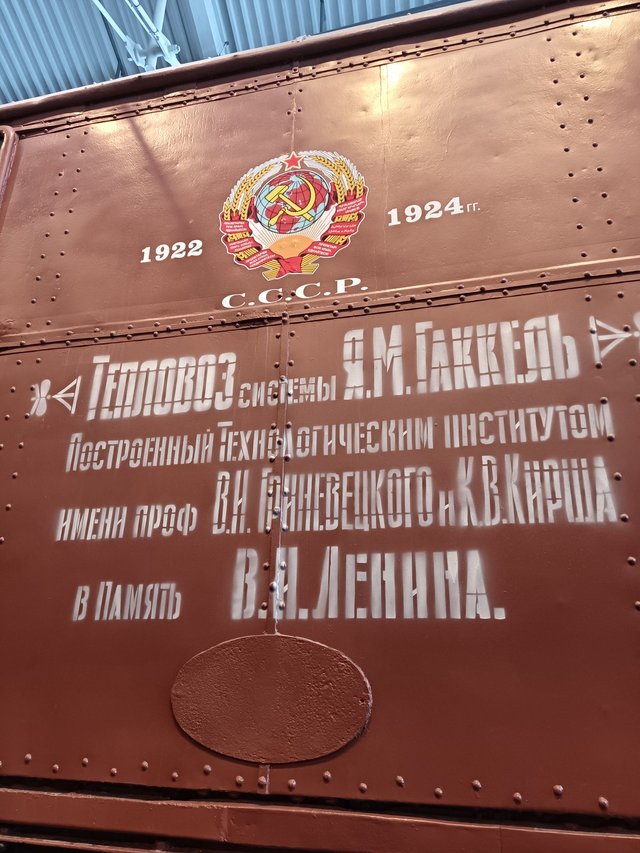 1922 1924 гг.
С.С.С.Р.
Тепловоз системы Я.М. Гаккель
Построенный Технологическим институтом
имени проф В.И. Гриневецкого и К.В. Кирша
в Память В.И. Ленина.